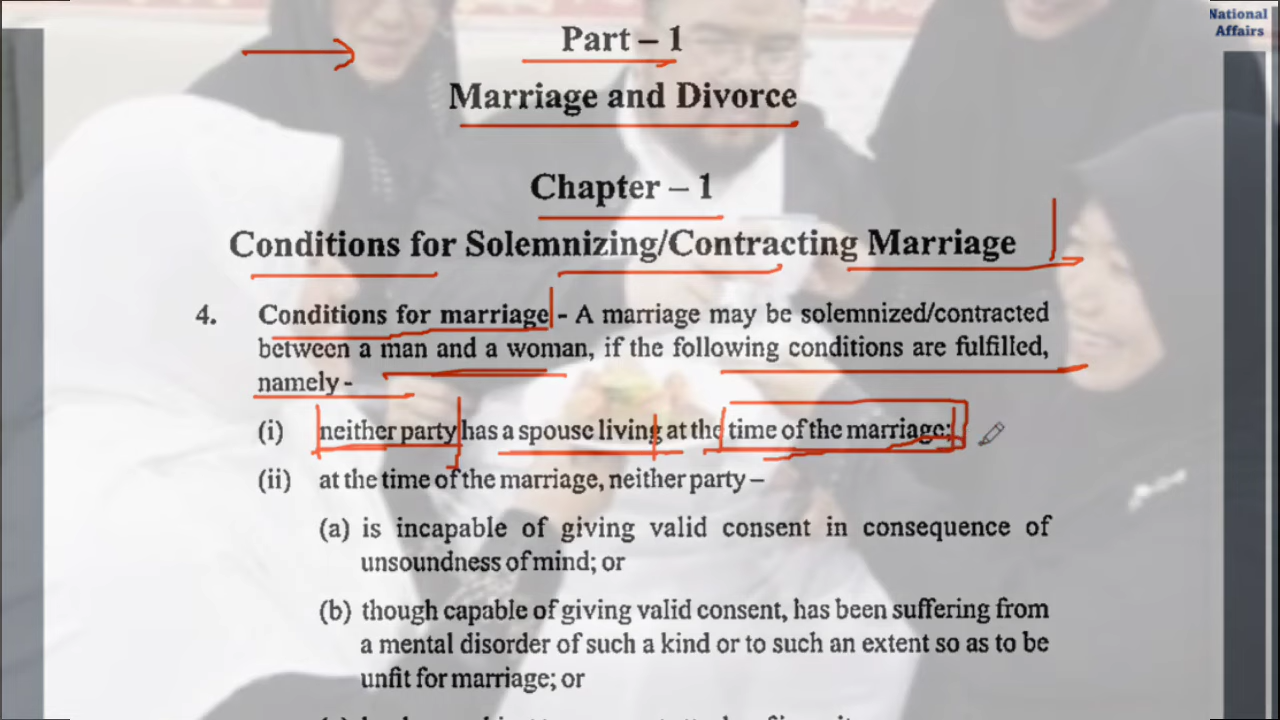 National
Affairs
Part – 1
Marriage and Divorce
Chapter – 1
Conditions for Solemnizing/Contracting Marriage
4. Conditions for marriage - A marriage may be solemnized/contracted
between a man and a woman, if the following conditions are fulfilled,
namely -
(i) neither party has a spouse living at the time of the marriage;
(ii) at the time of the marriage, neither party –
(a) is incapable of giving valid consent in consequence of
unsoundness of mind; or
(b) though capable of giving valid consent, has been suffering from
a mental disorder of such a kind or to such an extent so as to be
unfit for marriage; or